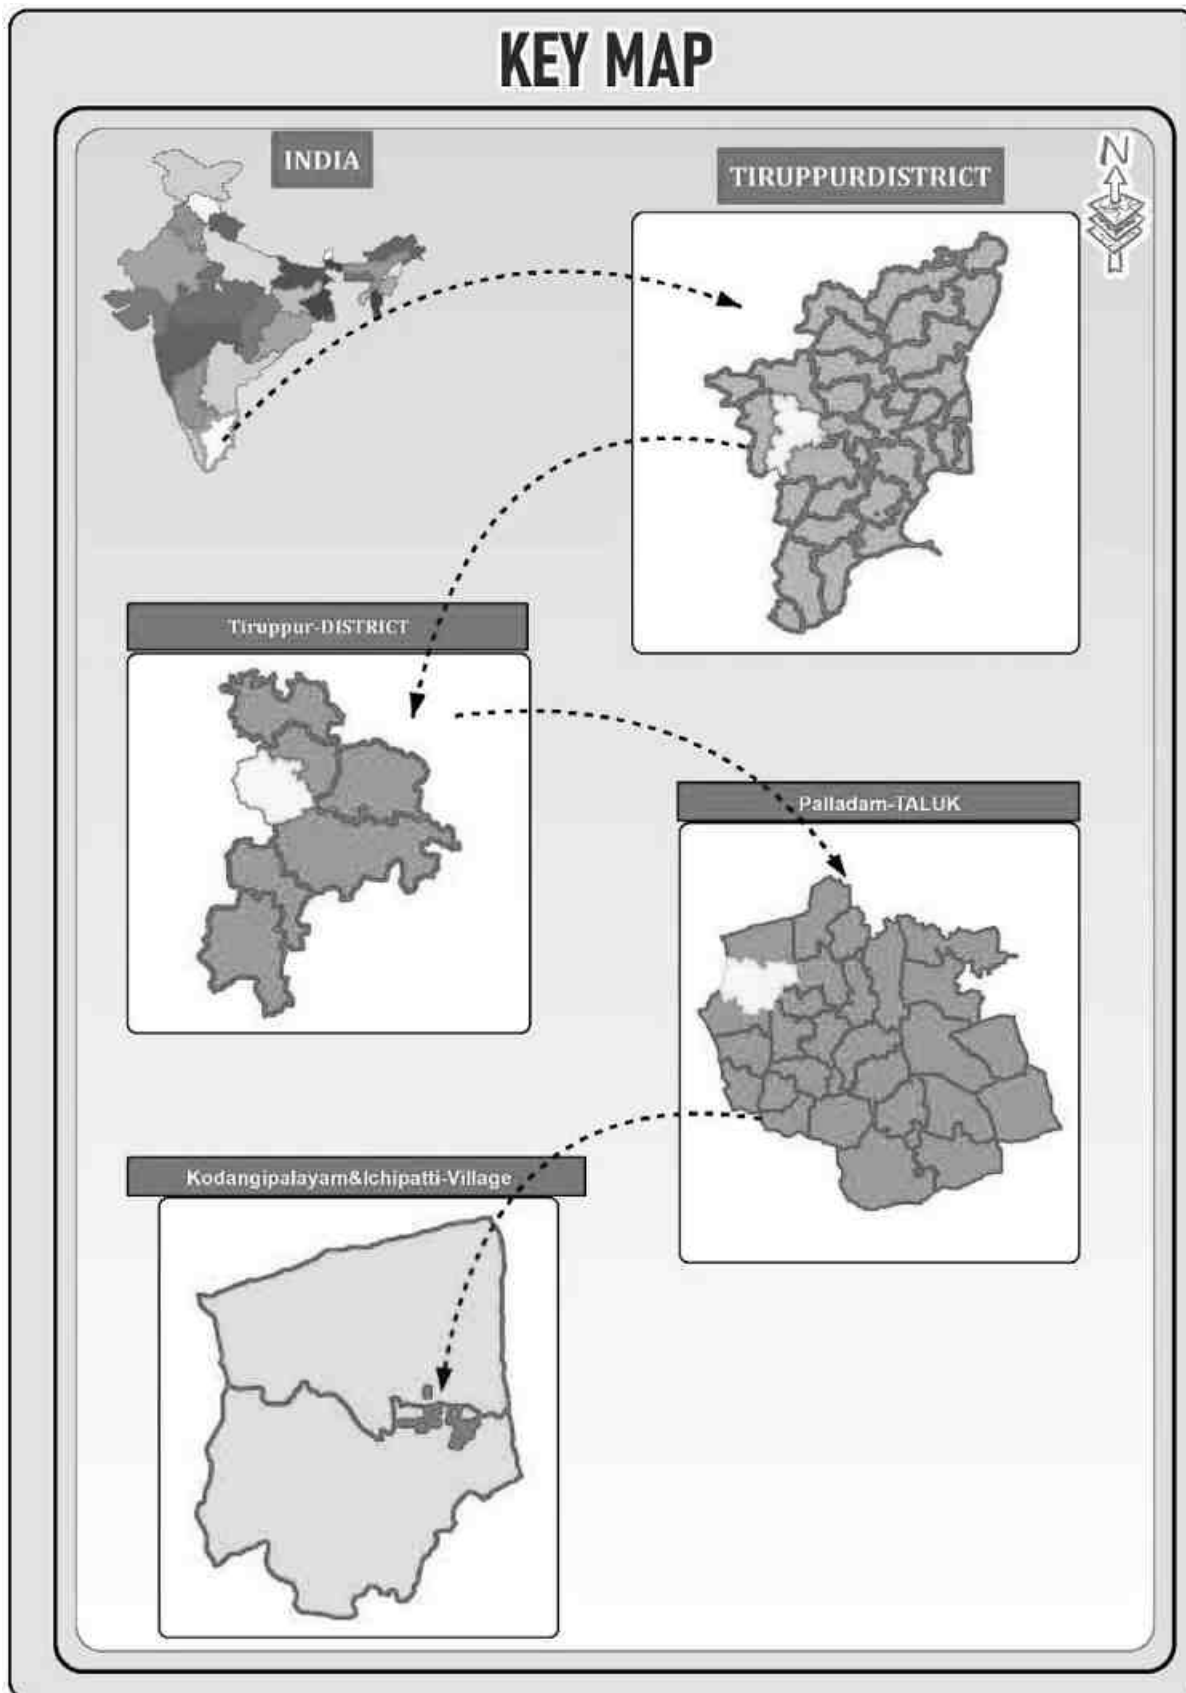 KEY MAP
INDIA
TIRUPPURDISTRICT
N
Tiruppur-DISTRICT
Palladam-TALUK
Kodangipalayam&Ichipatti-Village